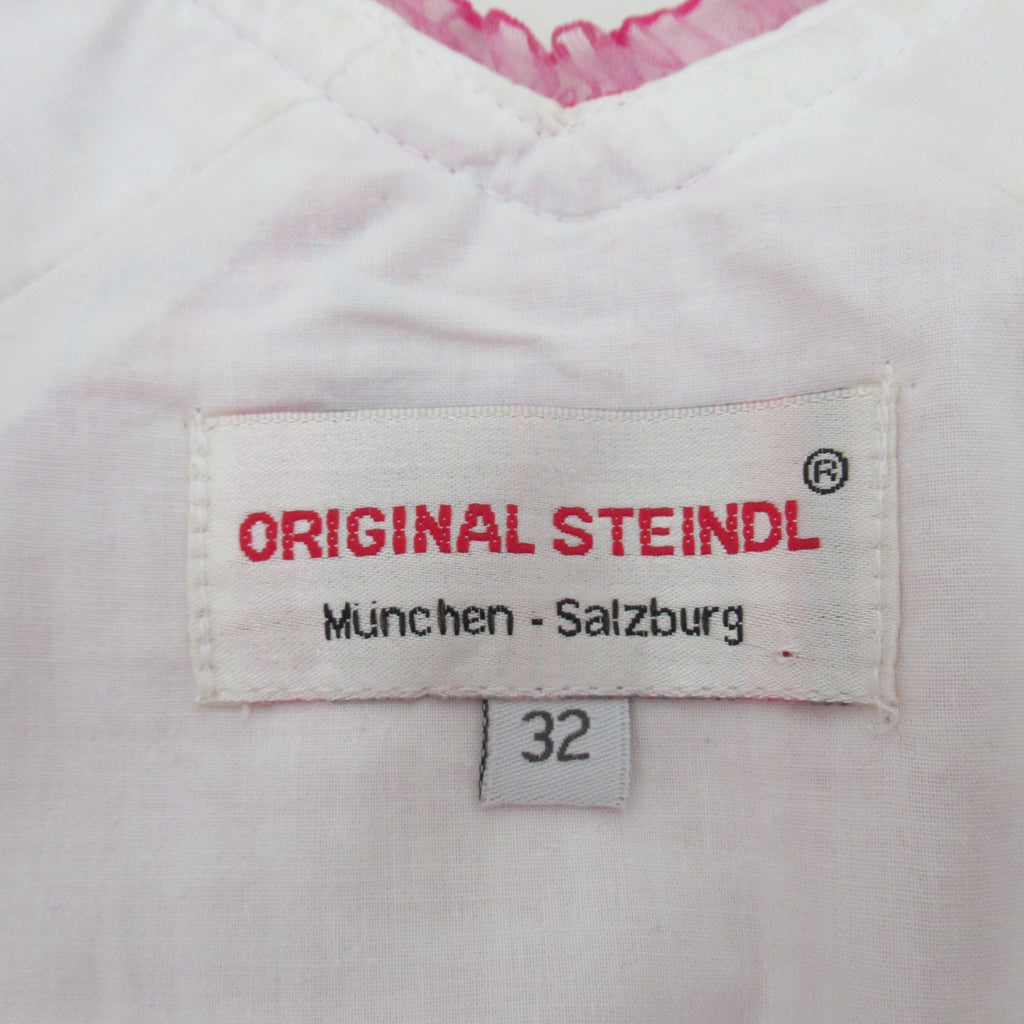 ORIGINAL STEINDL ®
München - Salzburg
32